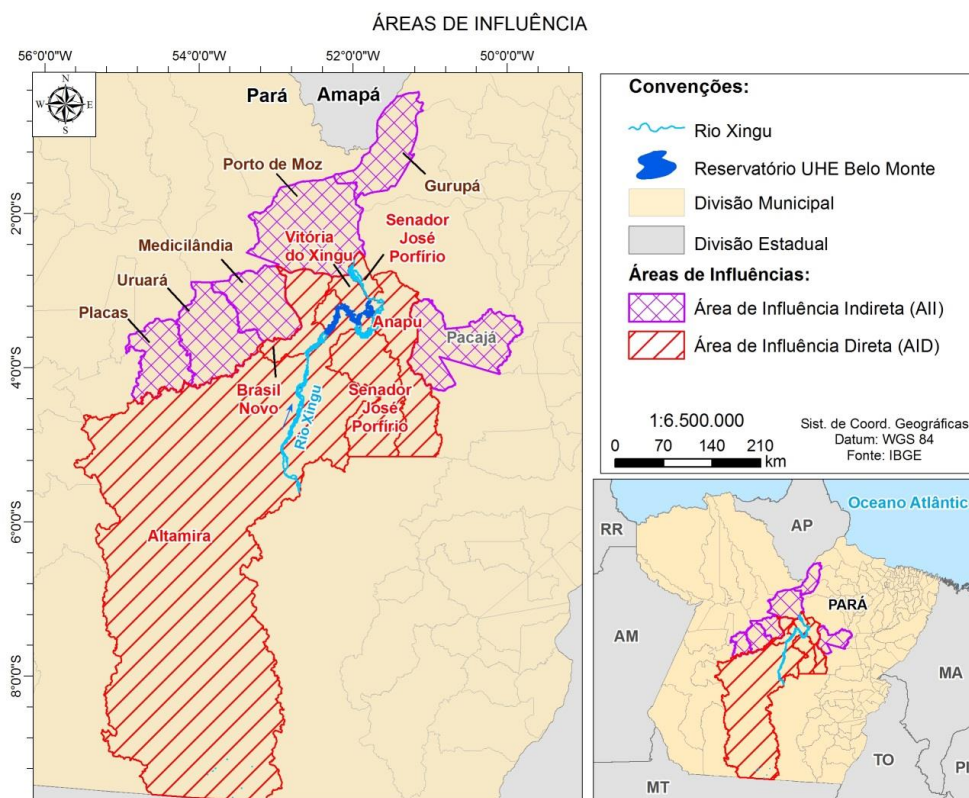 ÁREAS DE INFLUÊNCIA
56°0'0"W
54°0'0"W
52°0'0"W
50°0'0"W
N
W
E
S
Pará
Amapá
Porto de Moz
Gurupá
Senador
José
Porfírio
Vitória
do Xingu
Medicilândia
Uruará
Placas
Anapu
Pacajá
Brasil
Novo
Senador
José
Porfírio
Rio Xingu
Altamira
2°0'0"S
4°0'0"S
6°0'0"S
8°0'0"S
Convenções:
Rio Xingu
Reservatório UHE Belo Monte
Divisão Municipal
Divisão Estadual
Áreas de Influências:
Área de Influência Indireta (AII)
Área de Influência Direta (AID)
1:6.500.000
0 70 140 210
km
Sist. de Coord. Geográficas
Datum: WGS 84
Fonte: IBGE
Oceano Atlântic
RR
AP
PARÁ
AM
MA
TO
MT
PI